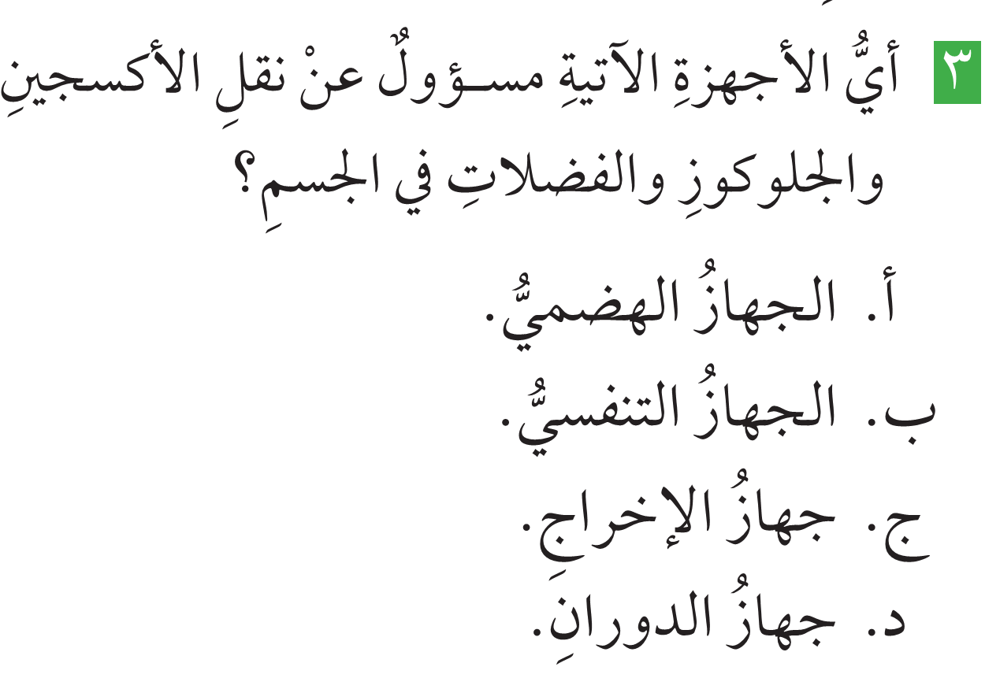 ٣ أيُّ الأجهزةِ الآتيةِ مسـؤولٌ عنْ نقلِ الأكسجينِ
والجلوكوزِ والفضلاتِ في الجسمِ؟
أ. الجهازُ الهضميُّ.
ب. الجهازُ التنفسيُّ.
ج. جهازُ الإخراجِ.
د. جهازُ الدورانِ.